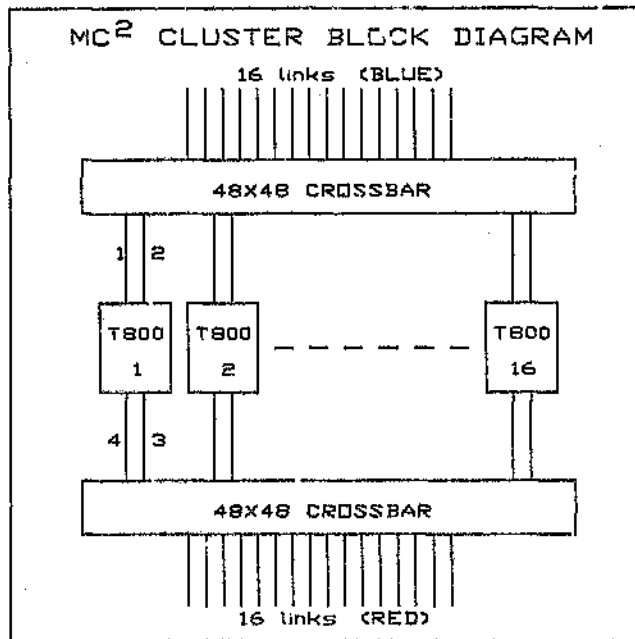 MC² CLUSTER BLOCK DIAGRAM
16 links (BLUE)
48X48 CROSSBAR
1 2
T800 T800 T800
1 2 16
4 3
48X48 CROSSBAR
16 links (RED)